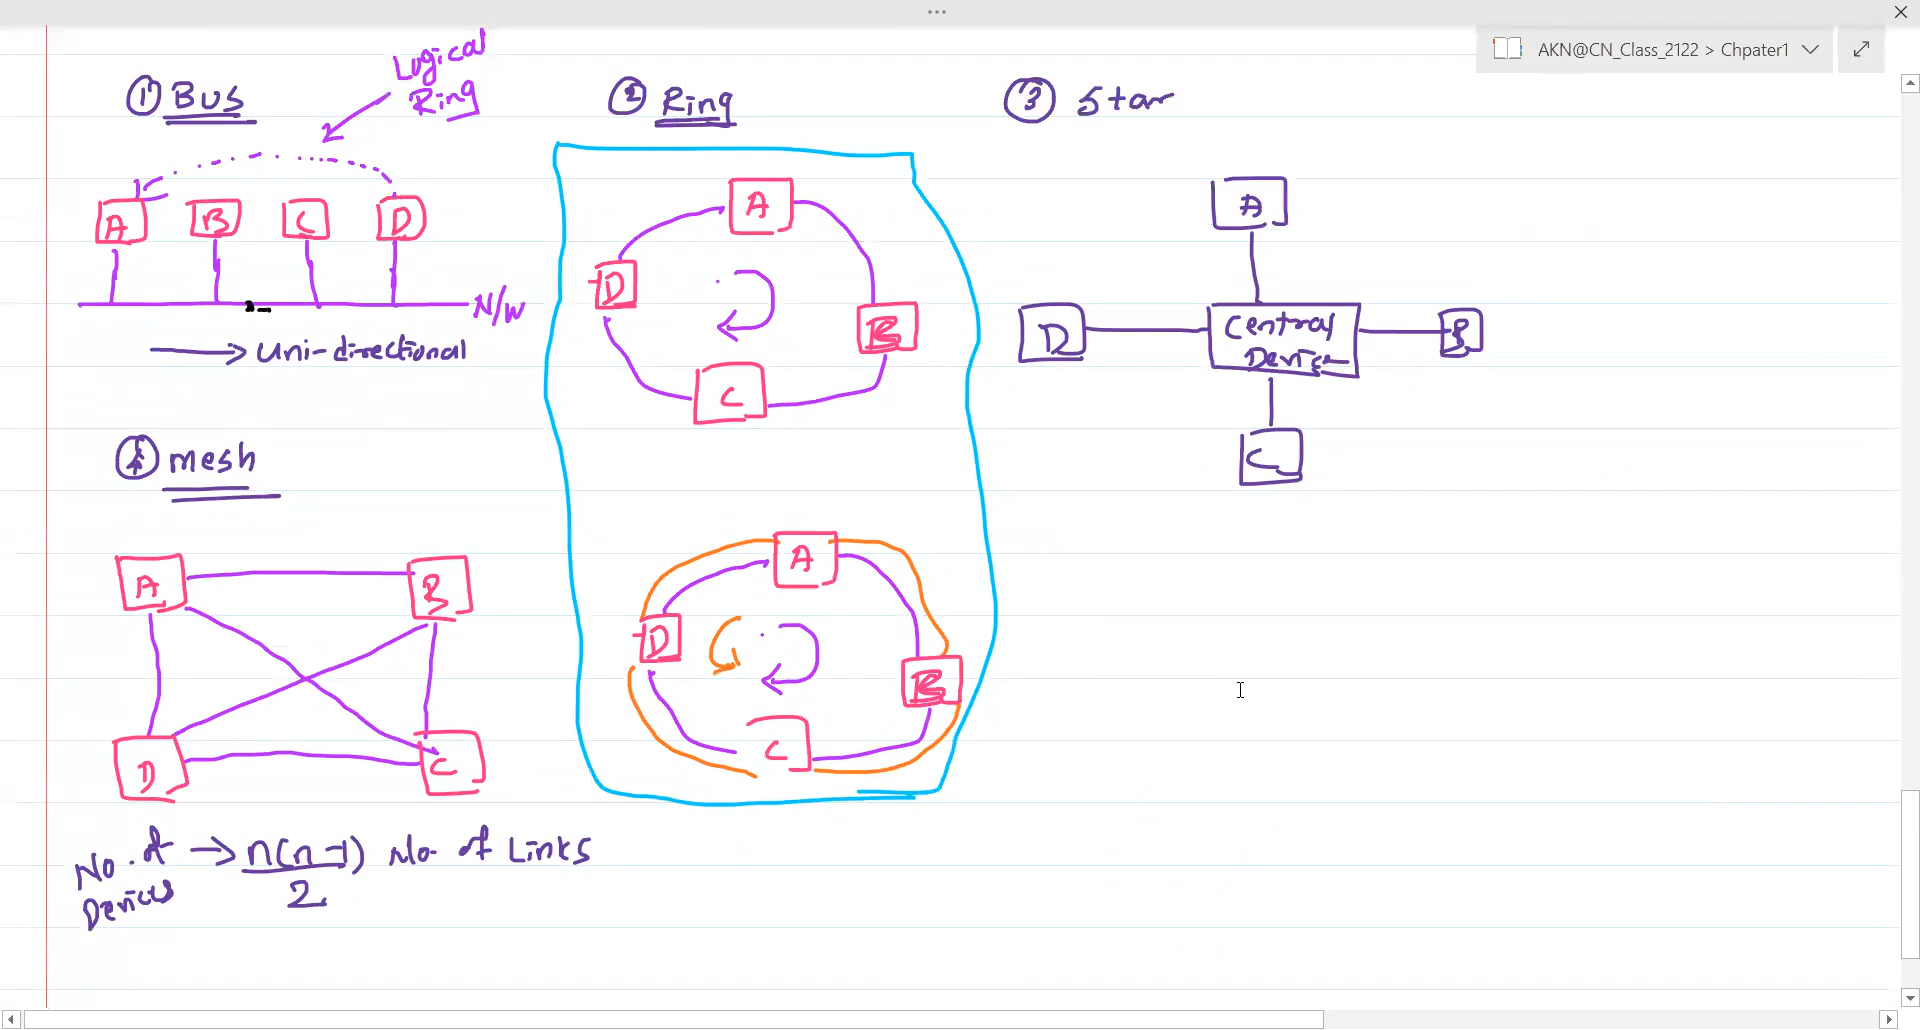 AKN@CN_Class_2122 > Chpater1
① Bus
Logical
Ring
A B C D
N/W
Uni-directional
② Ring
A
D
B
C
A
D
B
C
③ Star
A
D
Central
Device
B
C
④ mesh
A B
D C
No. of
Devices → n(n-1) No. of Links
2